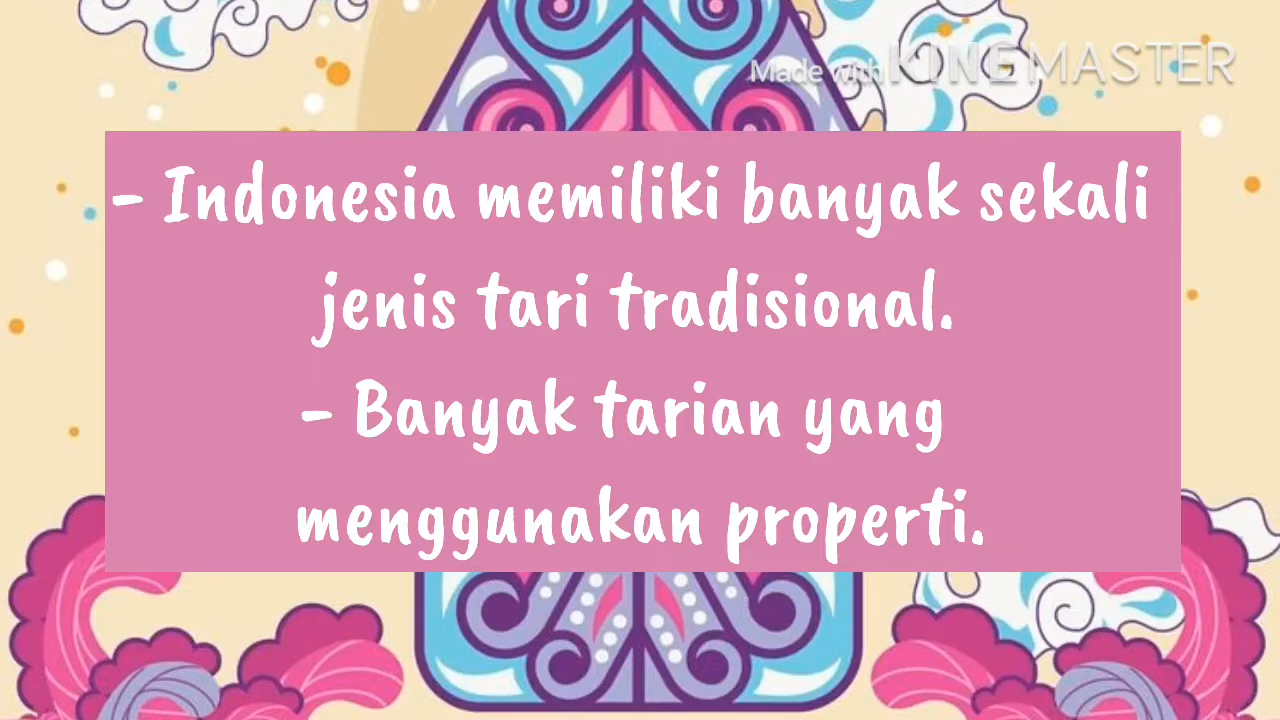 Made with KINEMASTER
- Indonesia memiliki banyak sekali
jenis tari tradisional.
- Banyak tarian yang
menggunakan properti.